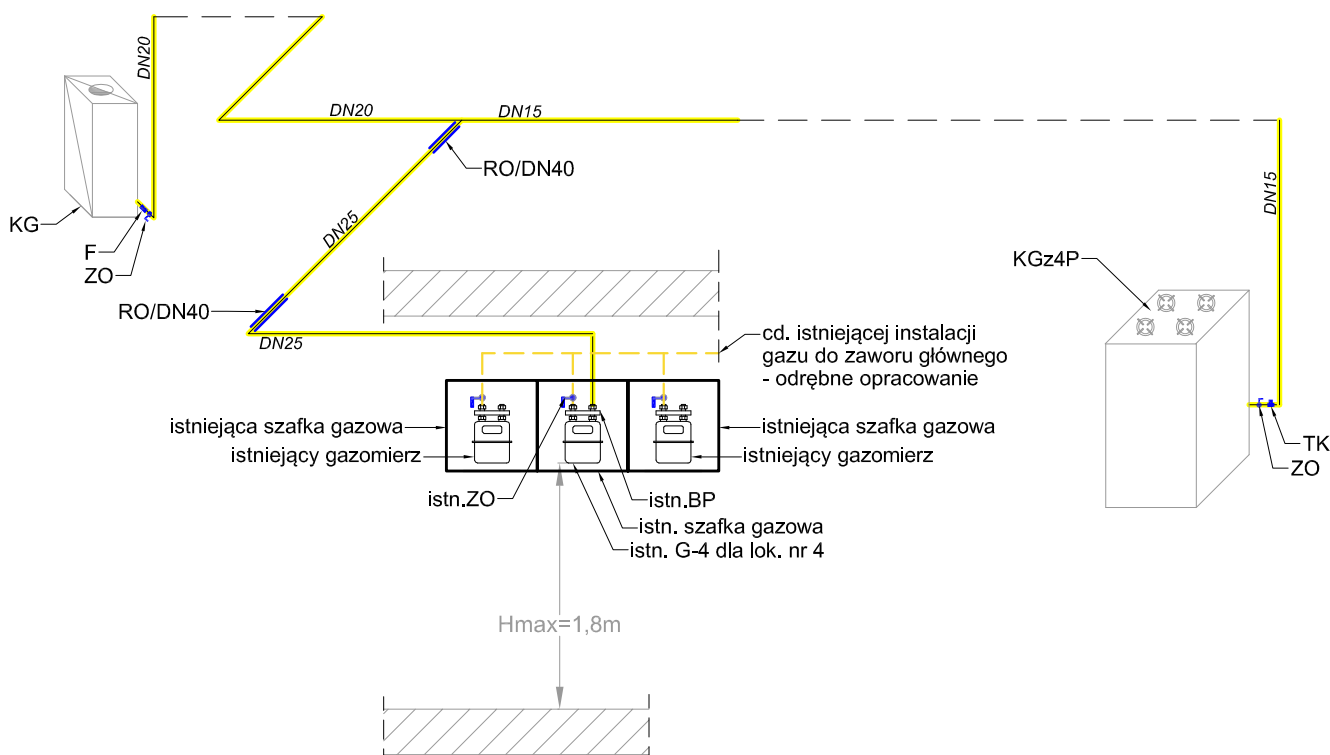 DN20
DN20
DN15
RO/DN40
DN15
KG
F
ZO
DN25
KGz4P
RO/DN40
DN25
cd. istniejącej instalacji
gazu do zaworu głównego
- odrębne opracowanie
istniejąca szafka gazowa
istniejąca szafka gazowa
istniejący gazomierz
istniejący gazomierz
TK
ZO
istn.ZO
istn.BP
istn. szafka gazowa
istn. G-4 dla lok. nr 4
Hmax=1,8m